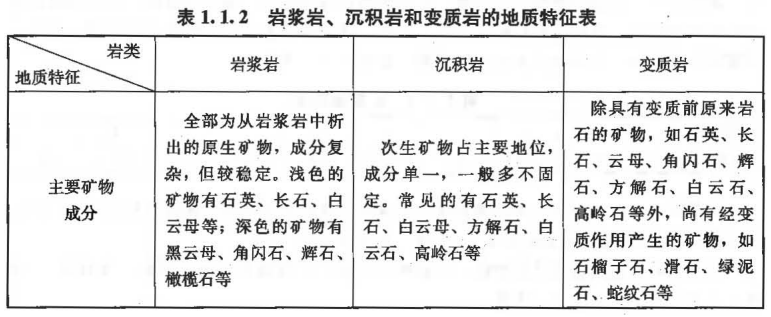 表 1.1.2 岩浆岩、沉积岩和变质岩的地质特征表
岩类
地质特征
岩浆岩
沉积岩
变质岩
主要矿物
成分
全部为从岩浆岩中析
出的原生矿物，成分复
杂，但较稳定。浅色的
矿物有石英、长石、白
云母等；深色的矿物有
黑云母、角闪石、辉石、
橄榄石等
次生矿物占主要地位，
成分单一，一般多不固
定。常见的有石英、长
石、白云母、方解石、白
云石、高岭石等
除具有变质前原来岩
石的矿物，如石英、长
石、云母、角闪石、辉
石、方解石、白云石、
高岭石等外，尚有经变
质作用产生的矿物，如
石榴子石、滑石、绿泥
石、蛇纹石等